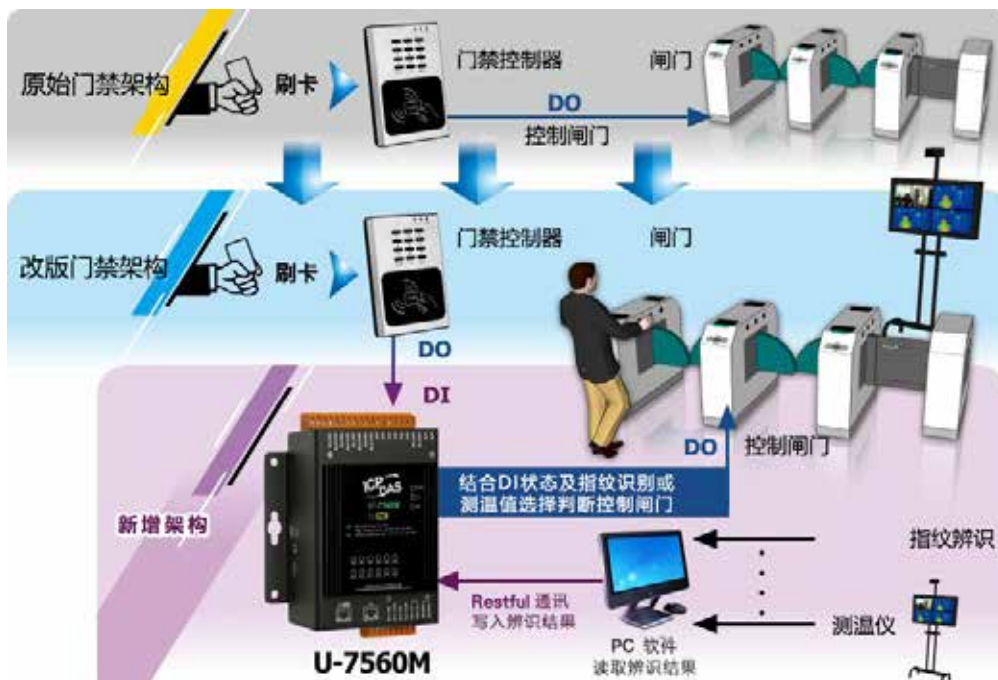 原始门禁架构
刷卡
门禁控制器
闸门
DO
控制闸门
改版门禁架构
刷卡
门禁控制器
闸门
DO
DI
DO
控制闸门
ICP DAS
结合DI状态及指纹识别或
测温值选择判断控制闸门
新增架构
指纹辨识
Restful 通讯
写入辨识结果
测温仪
PC 软件
读取辨识结果
U-7560M